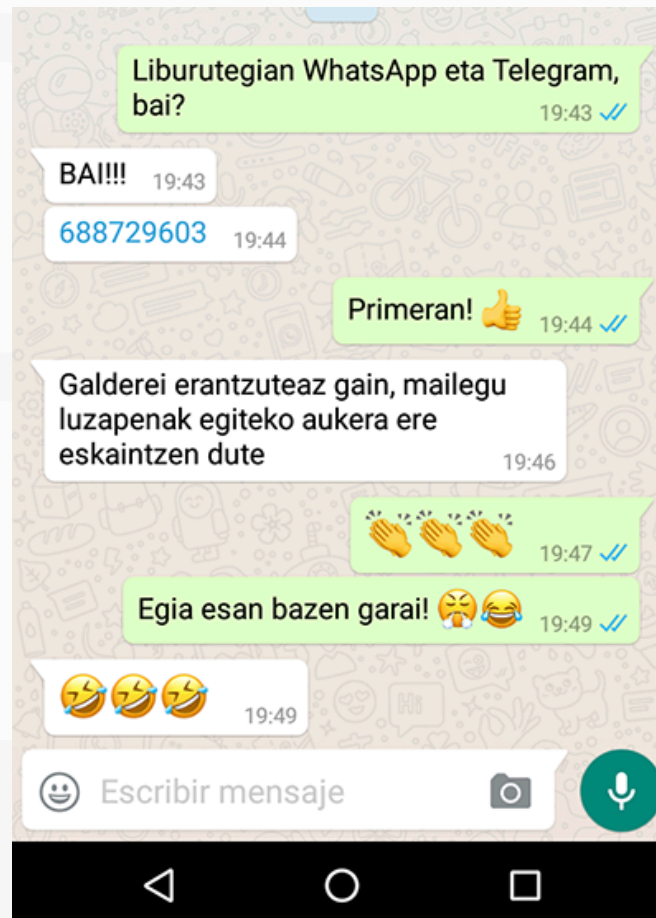 Liburutegian WhatsApp eta Telegram,
bai?
19:43
BAI!!! 19:43
688729603 19:44
Primeran! 👍 19:44
Galderei erantzuteaz gain, mailegu
luzapenak egiteko aukera ere
eskaintzen dute
19:46
👏👏👏 19:47
Egia esan bazen garai! 😤😂 19:49
🤣🤣🤣 19:49
Escribir mensaje